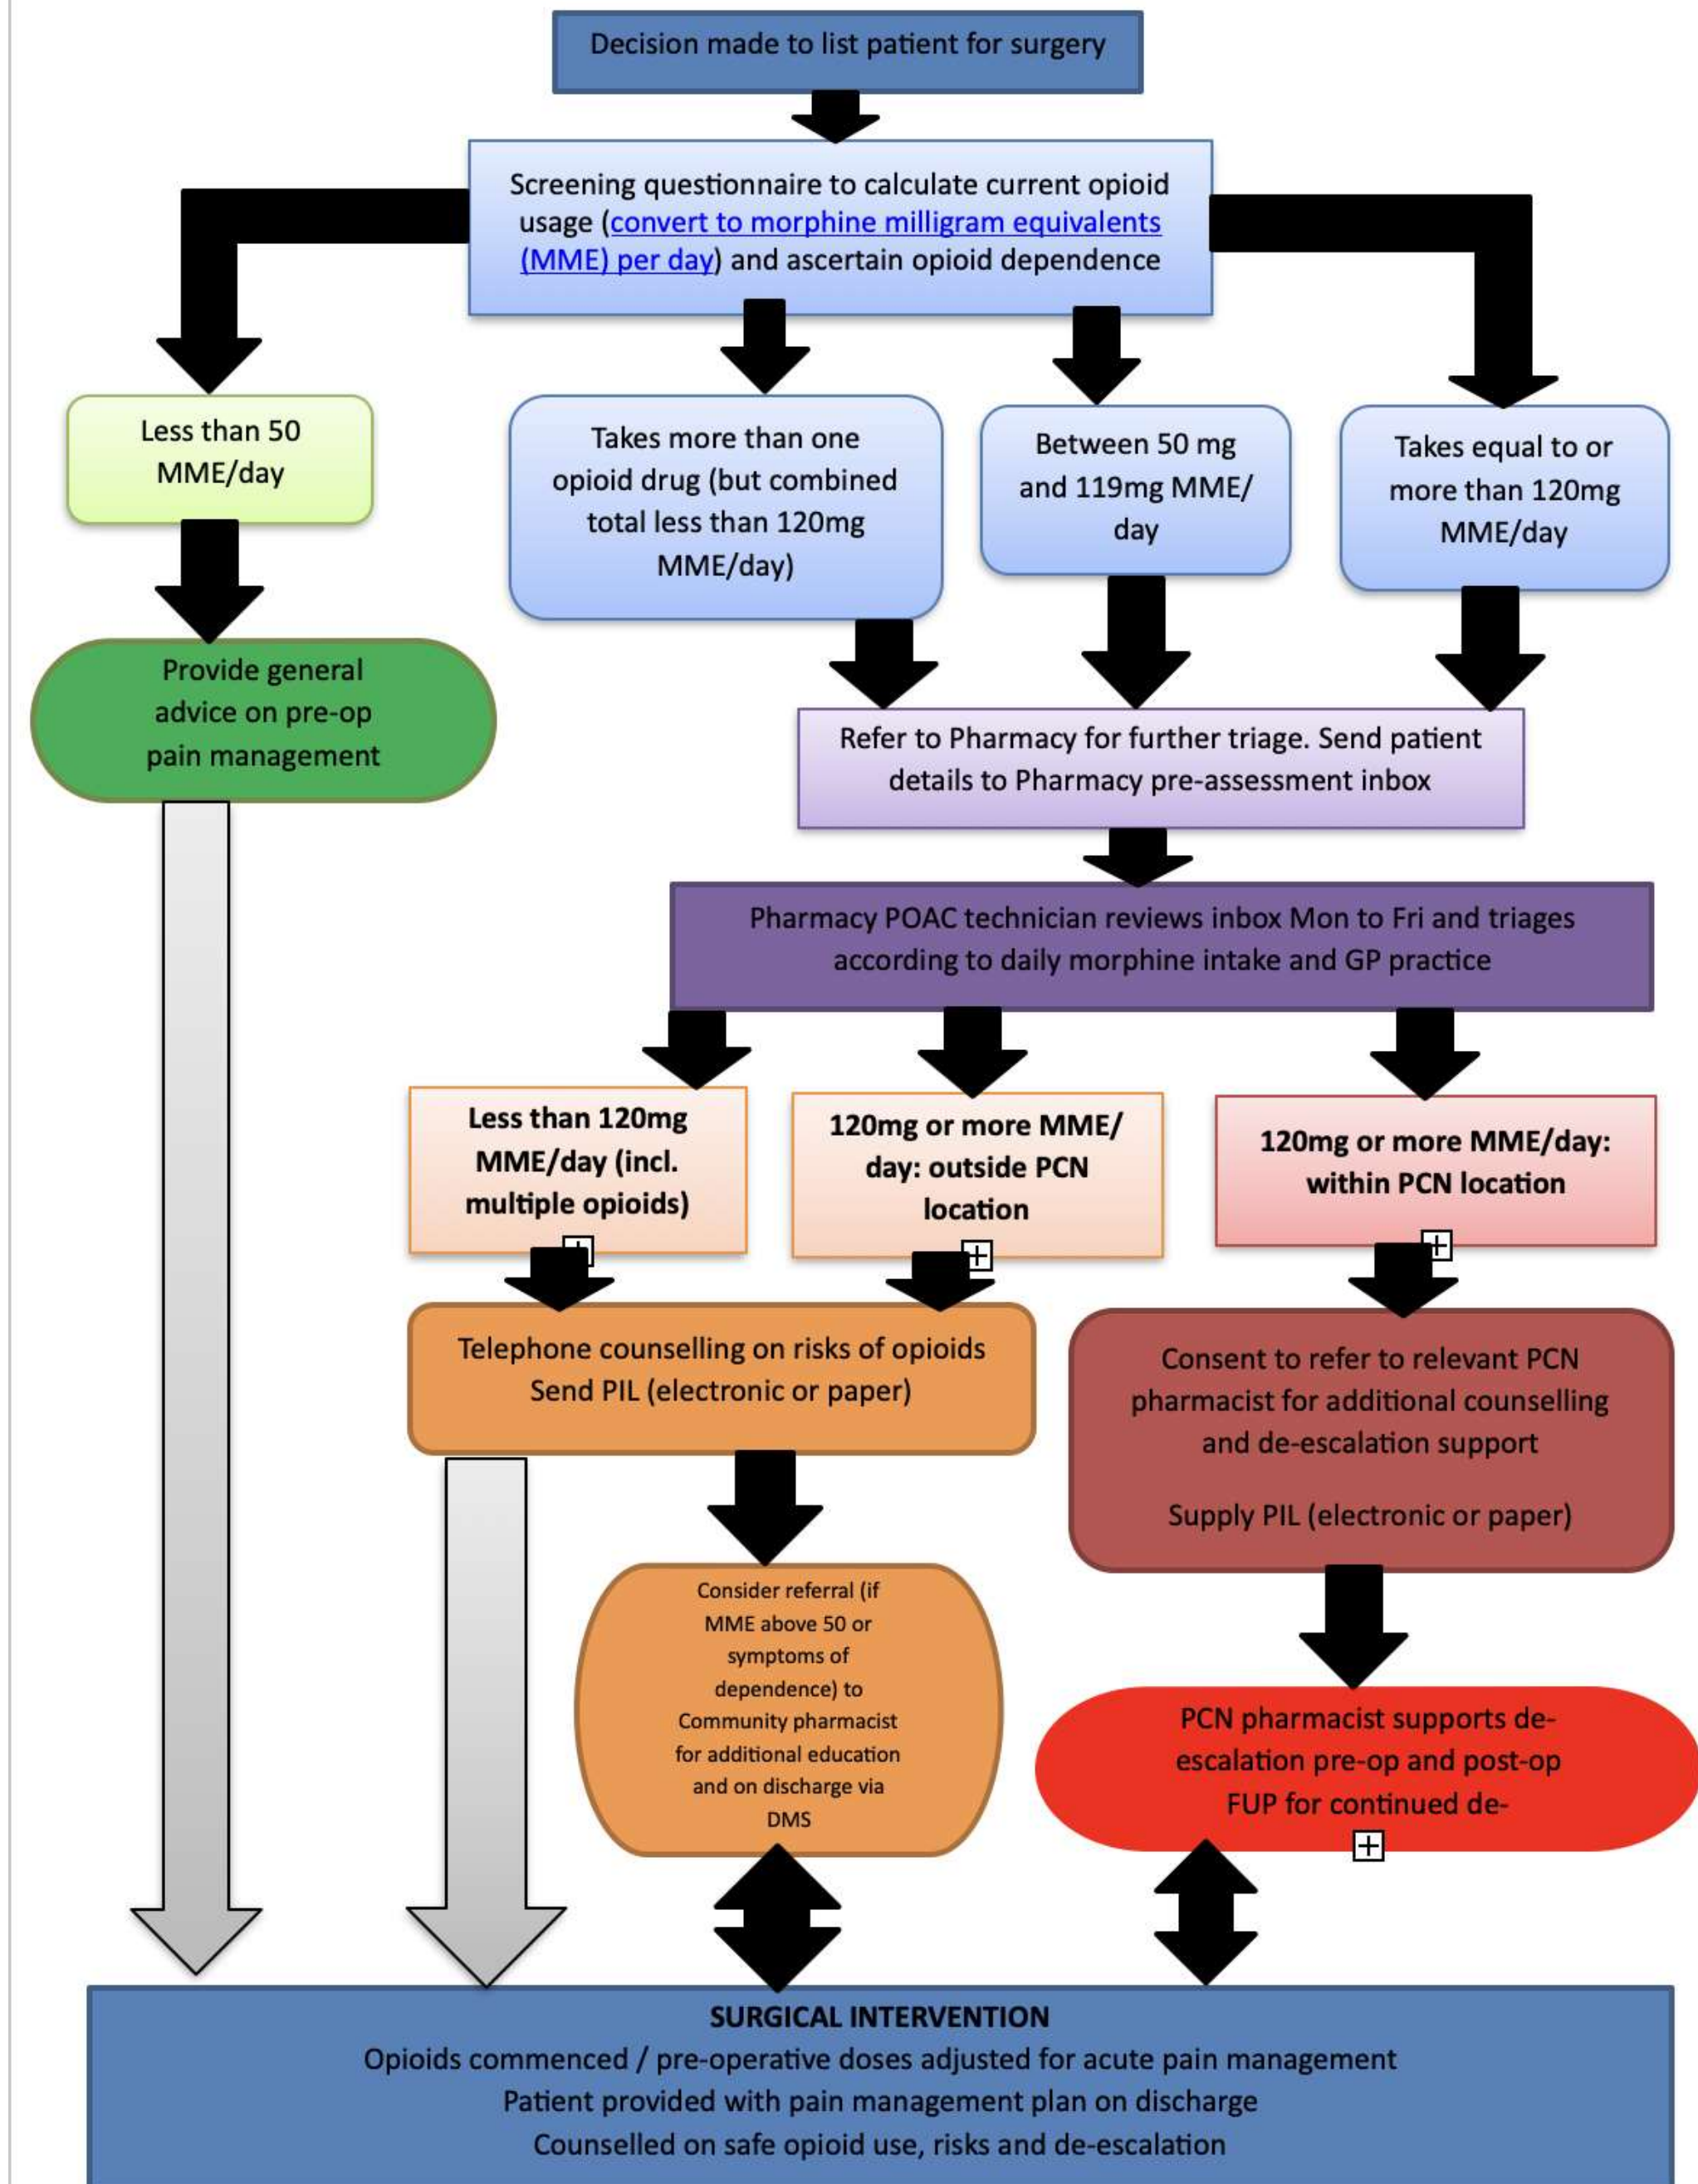 Decision made to list patient for surgery
Screening questionnaire to calculate current opioid
usage (convert to morphine milligram equivalents
(MME) per day) and ascertain opioid dependence
Less than 50
MME/day
Takes more than one
opioid drug (but combined
total less than 120mg
MME/day)
Between 50 mg
and 119mg MME/
day
Takes equal to or
more than 120mg
MME/day
Provide general
advice on pre-op
pain management
Refer to Pharmacy for further triage. Send patient
details to Pharmacy pre-assessment inbox
Pharmacy POAC technician reviews inbox Mon to Fri and triages
according to daily morphine intake and GP practice
Less than 120mg
MME/day (incl.
multiple opioids)
120mg or more MME/
day: outside PCN
location
120mg or more MME/day:
within PCN location
Telephone counselling on risks of opioids
Send PIL (electronic or paper)
Consent to refer to relevant PCN
pharmacist for additional counselling
and de-escalation support
Supply PIL (electronic or paper)
Consider referral (if
MME above 50 or
symptoms of
dependence) to
Community pharmacist
for additional education
and on discharge via
DMS
PCN pharmacist supports de-
escalation pre-op and post-op
FUP for continued de-
SURGICAL INTERVENTION
Opioids commenced / pre-operative doses adjusted for acute pain management
Patient provided with pain management plan on discharge
Counselled on safe opioid use, risks and de-escalation